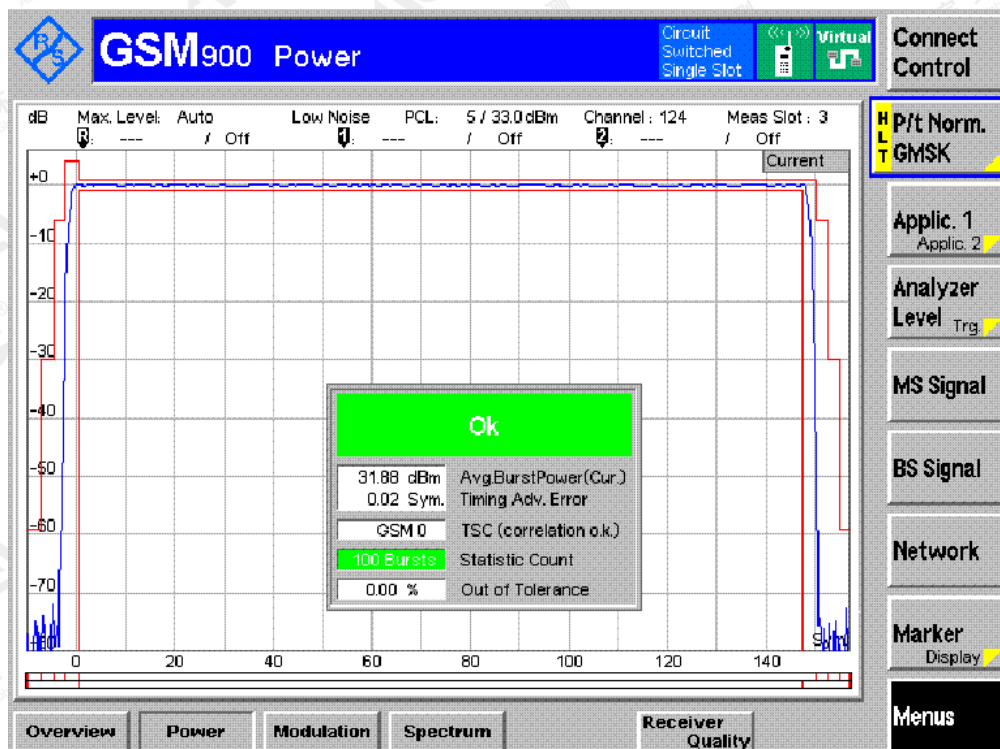 R/S
GSM900 Power
Circuit
Switched
Single Slot
Virtual
Connect
Control
dB Max. Level: Auto Low Noise PCL: 5 / 33.0 dBm Channel : 124 Meas Slot : 3
R: --- / Off 1: --- / Off 2: --- / Off
Current
HLT
P/t Norm.
GMSK
Applic. 1
Applic. 2
Analyzer
Level Trg.
MS Signal
BS Signal
Network
Marker
Display
Menus
+0
-10
-20
-30
-40
-50
-60
-70
Ok
31.88 dBm Avg.BurstPower(Cur.)
0.02 Sym. Timing Adv. Error
GSM 0 TSC (correlation o.k.)
100 Bursts Statistic Count
0.00 % Out of Tolerance
0 20 40 60 80 100 120 140
Overview Power Modulation Spectrum Receiver
Quality